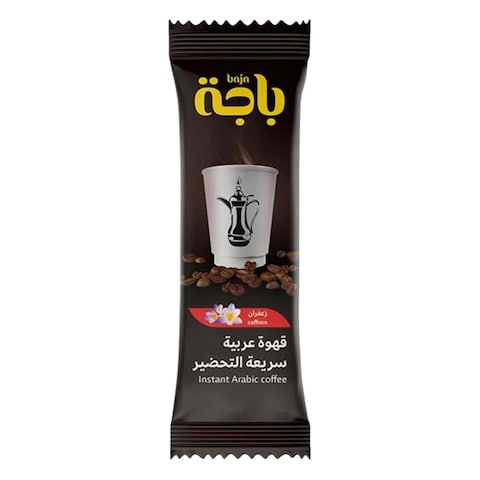 baja
باجة
زعفران
saffron
قهوة عربية
سريعة التحضير
Instant Arabic coffee